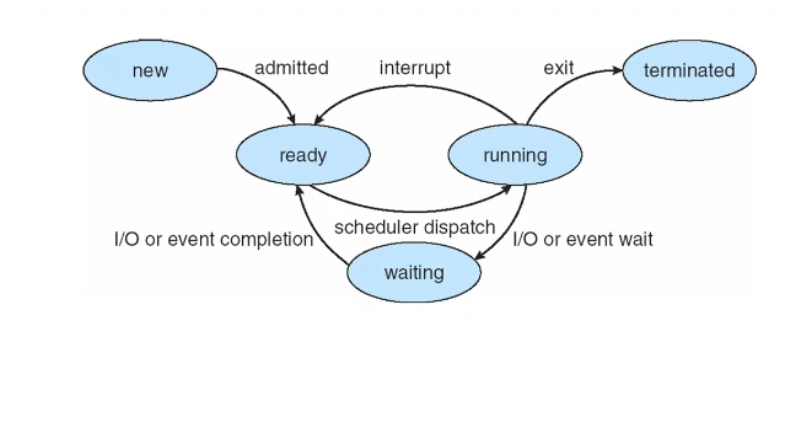 new
admitted
interrupt
exit
terminated
ready
running
scheduler dispatch
I/O or event completion
I/O or event wait
waiting